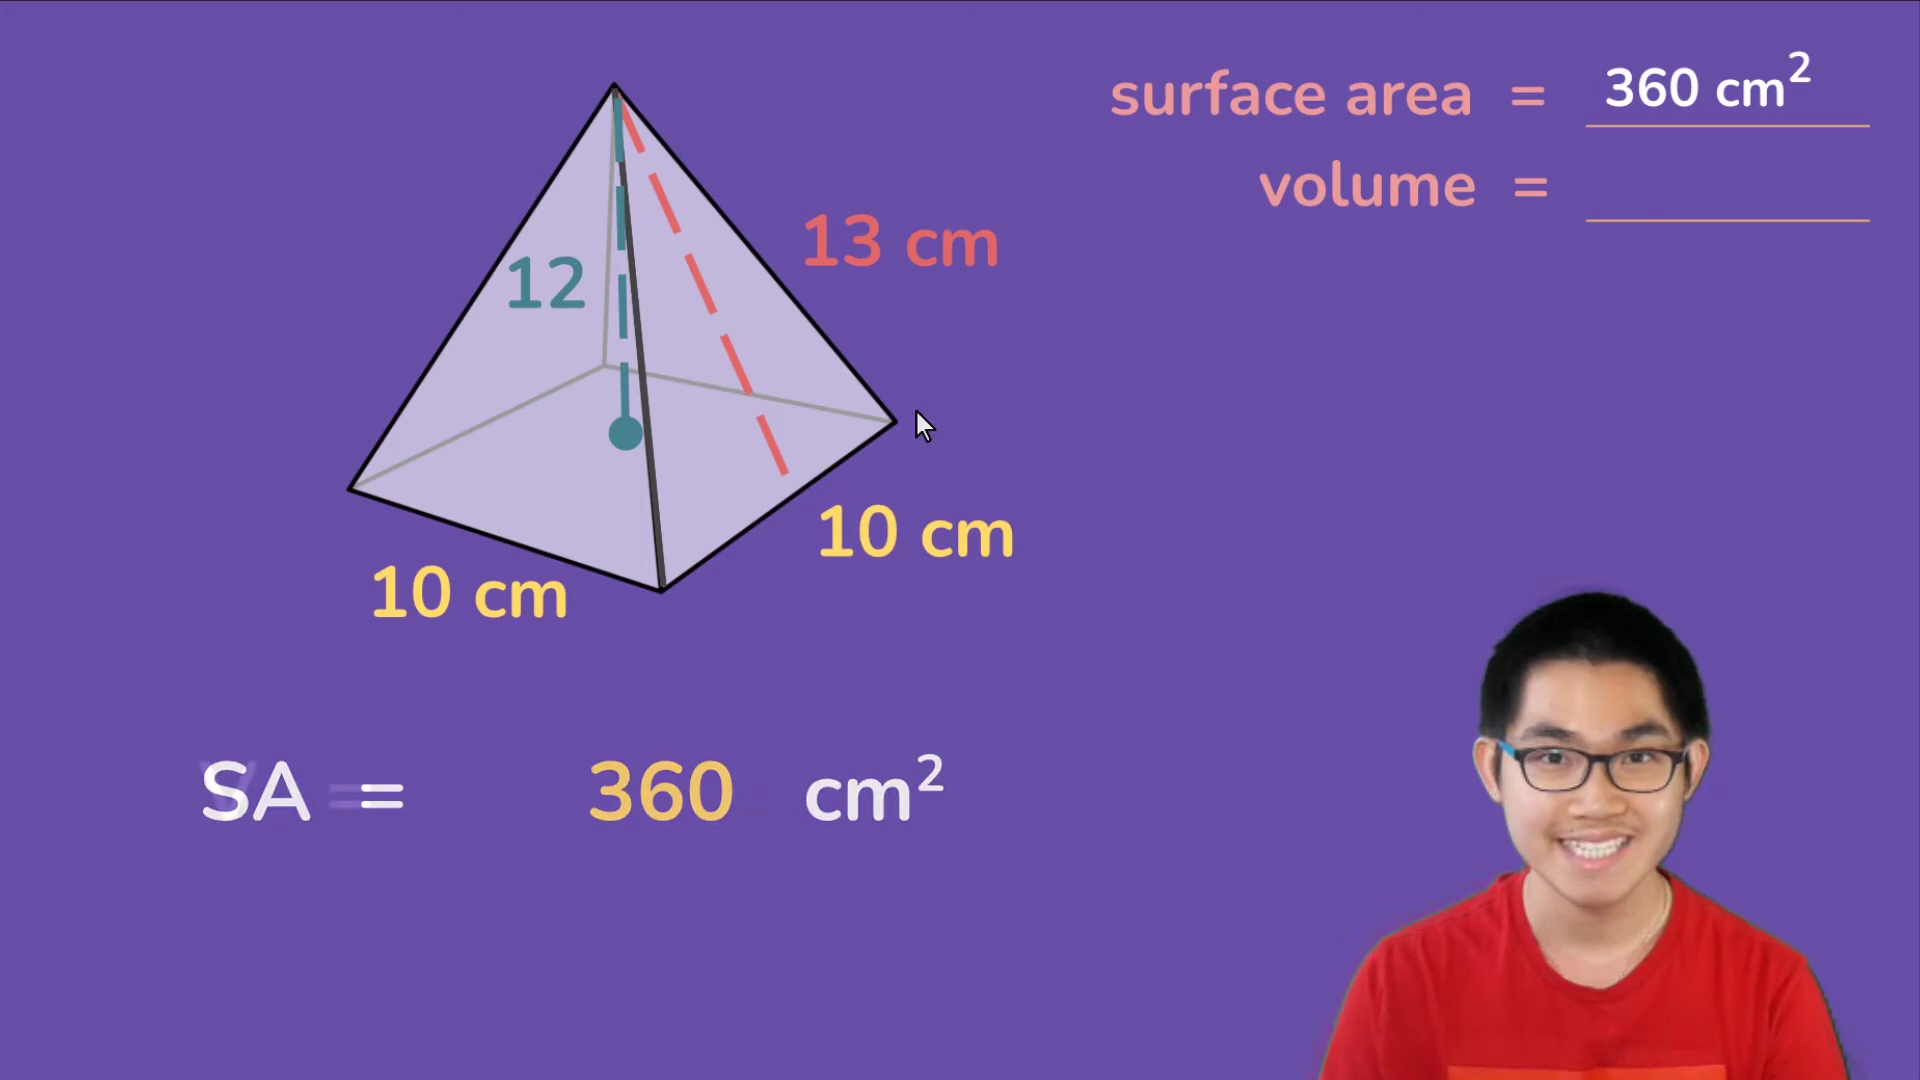 surface area = 360 cm²
volume =
12
13 cm
10 cm
10 cm
SA = 360 cm²